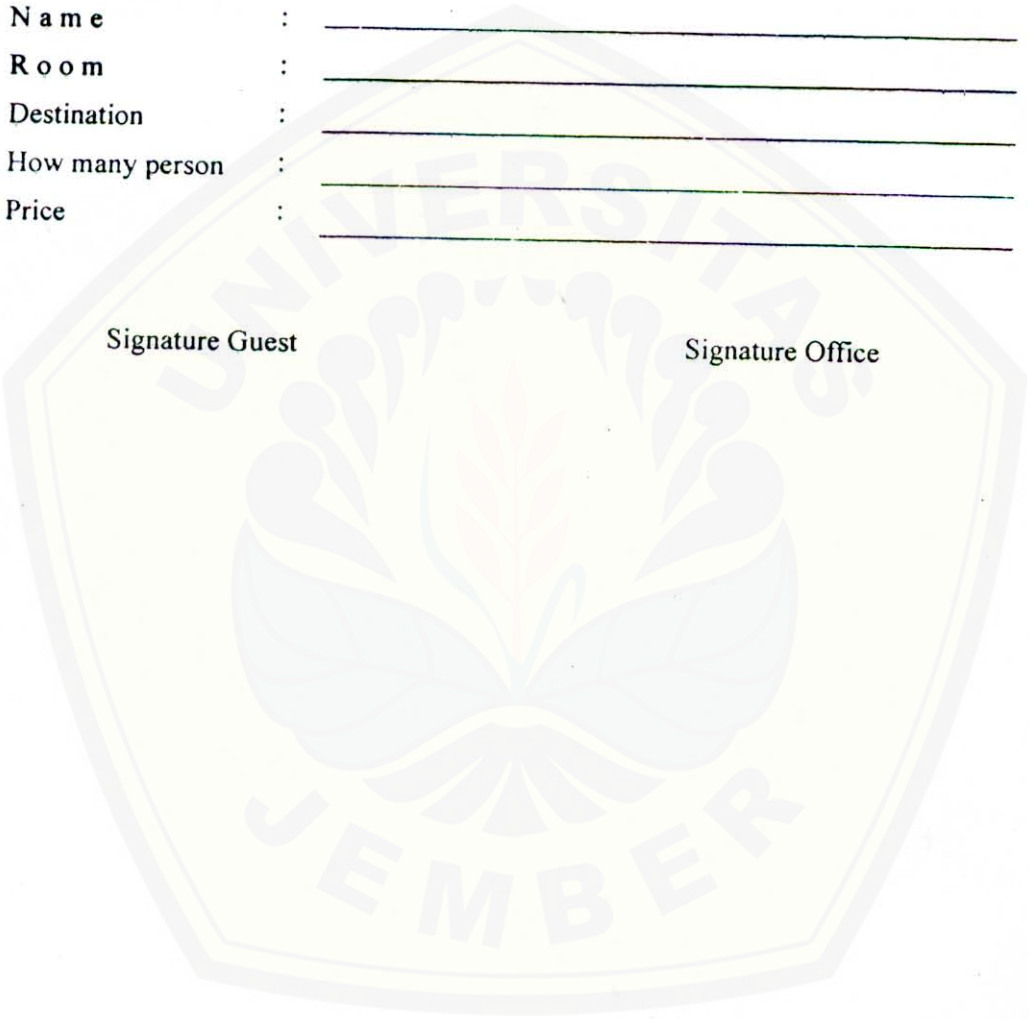 Name :
Room :
Destination :
How many person :
Price :
Signature Guest Signature Office
UNIVERSITAS
JEMBER